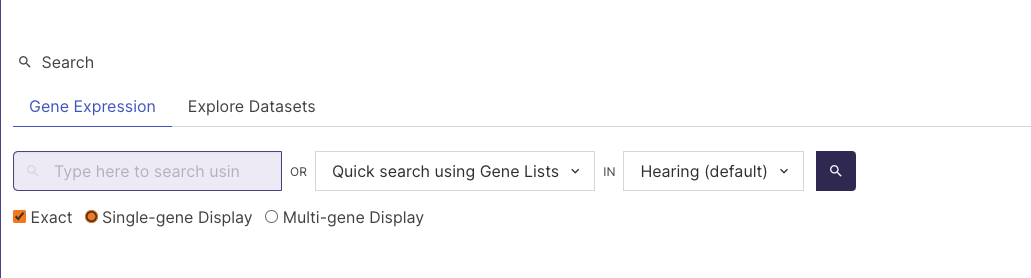 Search
Gene Expression Explore Datasets
Type here to search usin OR Quick search using Gene Lists IN Hearing (default)
Exact Single-gene Display Multi-gene Display